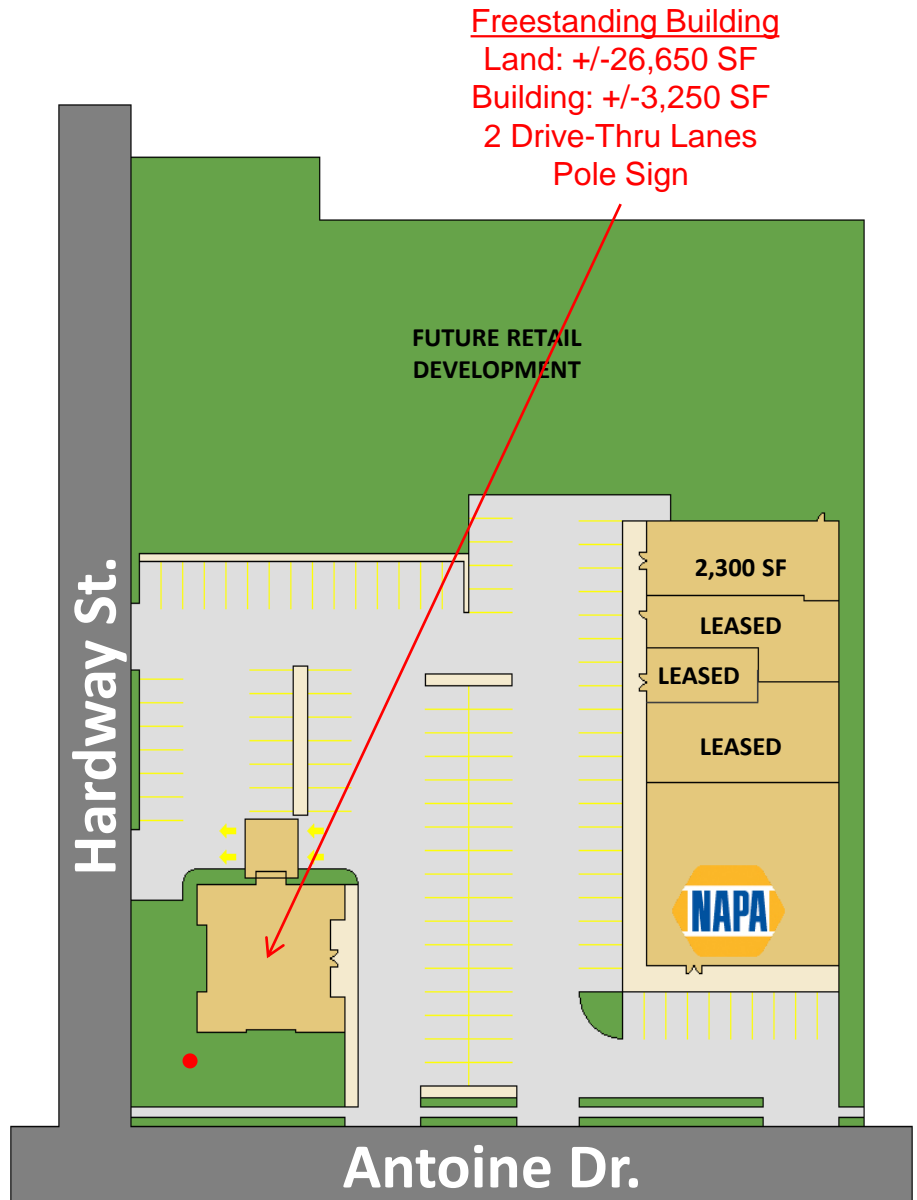 Freestanding Building
Land: +/-26,650 SF
Building: +/-3,250 SF
2 Drive-Thru Lanes
Pole Sign
FUTURE RETAIL
DEVELOPMENT
2,300 SF
LEASED
LEASED
LEASED
NAPA
Hardway St.
Antoine Dr.